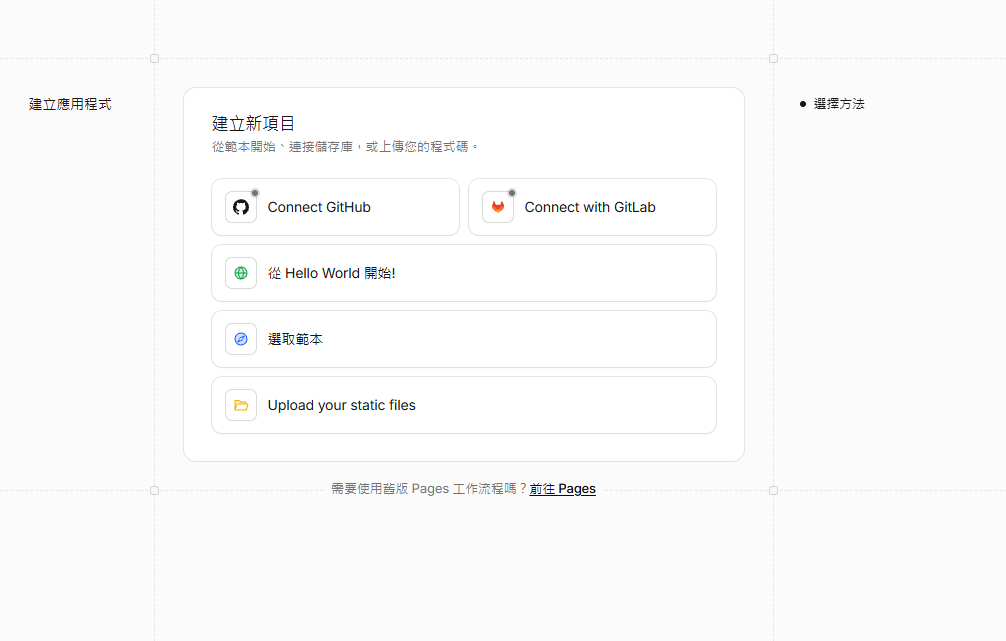 建立應用程式
建立新項目
從範本開始、連接儲存庫，或上傳您的程式碼。
Connect GitHub
Connect with GitLab
從 Hello World 開始!
選取範本
Upload your static files
需要使用舊版 Pages 工作流程嗎？前往 Pages
選擇方法